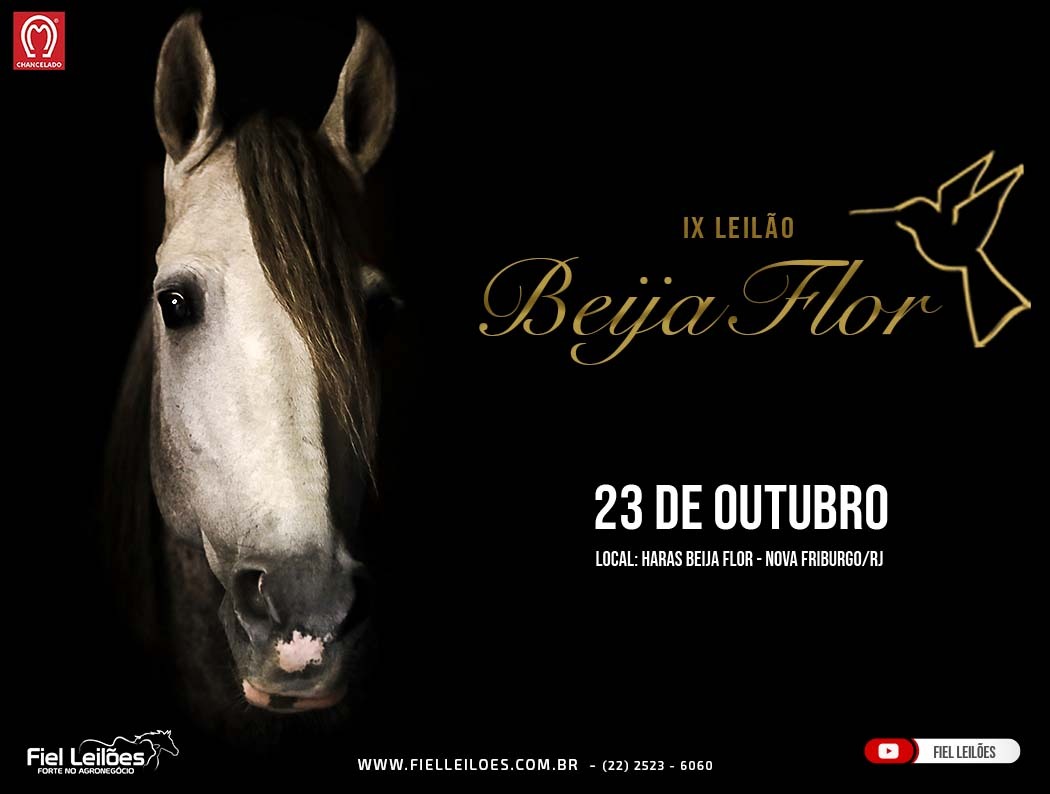 CHANCELADO
IX LEILÃO
Beija Flor
23 DE OUTUBRO
LOCAL: HARAS BEIJA FLOR - NOVA FRIBURGO/RJ
Fiel Leilões
FORTE NO AGRONEGÓCIO
WWW.FIELLEILOES.COM.BR - (22) 2523 - 6060
FIEL LEILÕES